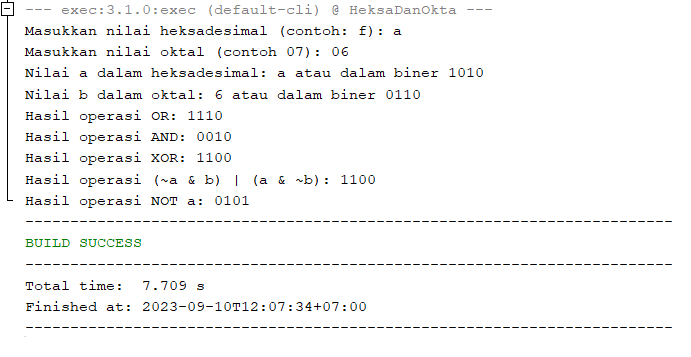 --- exec:3.1.0:exec (default-cli) @ HeksaDanOkta ---
Masukkan nilai heksadesimal (contoh: f): a
Masukkan nilai oktal (contoh 07): 06
Nilai a dalam heksadesimal: a atau dalam biner 1010
Nilai b dalam oktal: 6 atau dalam biner 0110
Hasil operasi OR: 1110
Hasil operasi AND: 0010
Hasil operasi XOR: 1100
Hasil operasi (~a & b) | (a & ~b): 1100
Hasil operasi NOT a: 0101
------------------------------------------------------------------------
BUILD SUCCESS
------------------------------------------------------------------------
Total time:  7.709 s
Finished at: 2023-09-10T12:07:34+07:00
------------------------------------------------------------------------